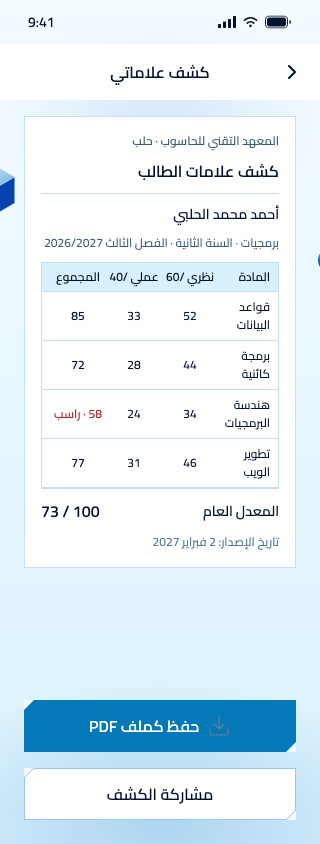 9:41
كشف علاماتي
المعهد التقني للحاسوب · حلب
كشف علامات الطالب
أحمد محمد الحلبي
برمجيات · السنة الثانية · الفصل الثالث 2026/2027
المادة نظري /60 عملي /40 المجموع
قواعد البيانات 52 33 85
برمجة كائنية 44 28 72
هندسة البرمجيات 34 24 58 · راسب
تطوير الويب 46 31 77
المعدل العام 73 / 100
تاريخ الإصدار: 2 فبراير 2027
حفظ كملف PDF
مشاركة الكشف